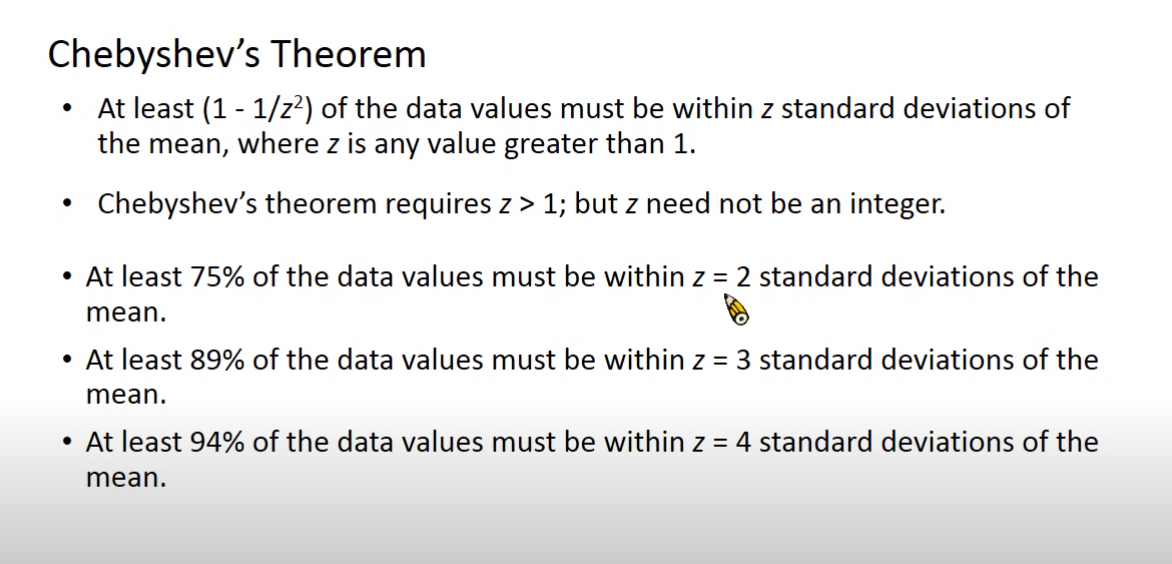 Chebyshev's Theorem
• At least (1 - 1/z²) of the data values must be within z standard deviations of
the mean, where z is any value greater than 1.
• Chebyshev's theorem requires z > 1; but z need not be an integer.
• At least 75% of the data values must be within z = 2 standard deviations of the
mean.
• At least 89% of the data values must be within z = 3 standard deviations of the
mean.
• At least 94% of the data values must be within z = 4 standard deviations of the
mean.